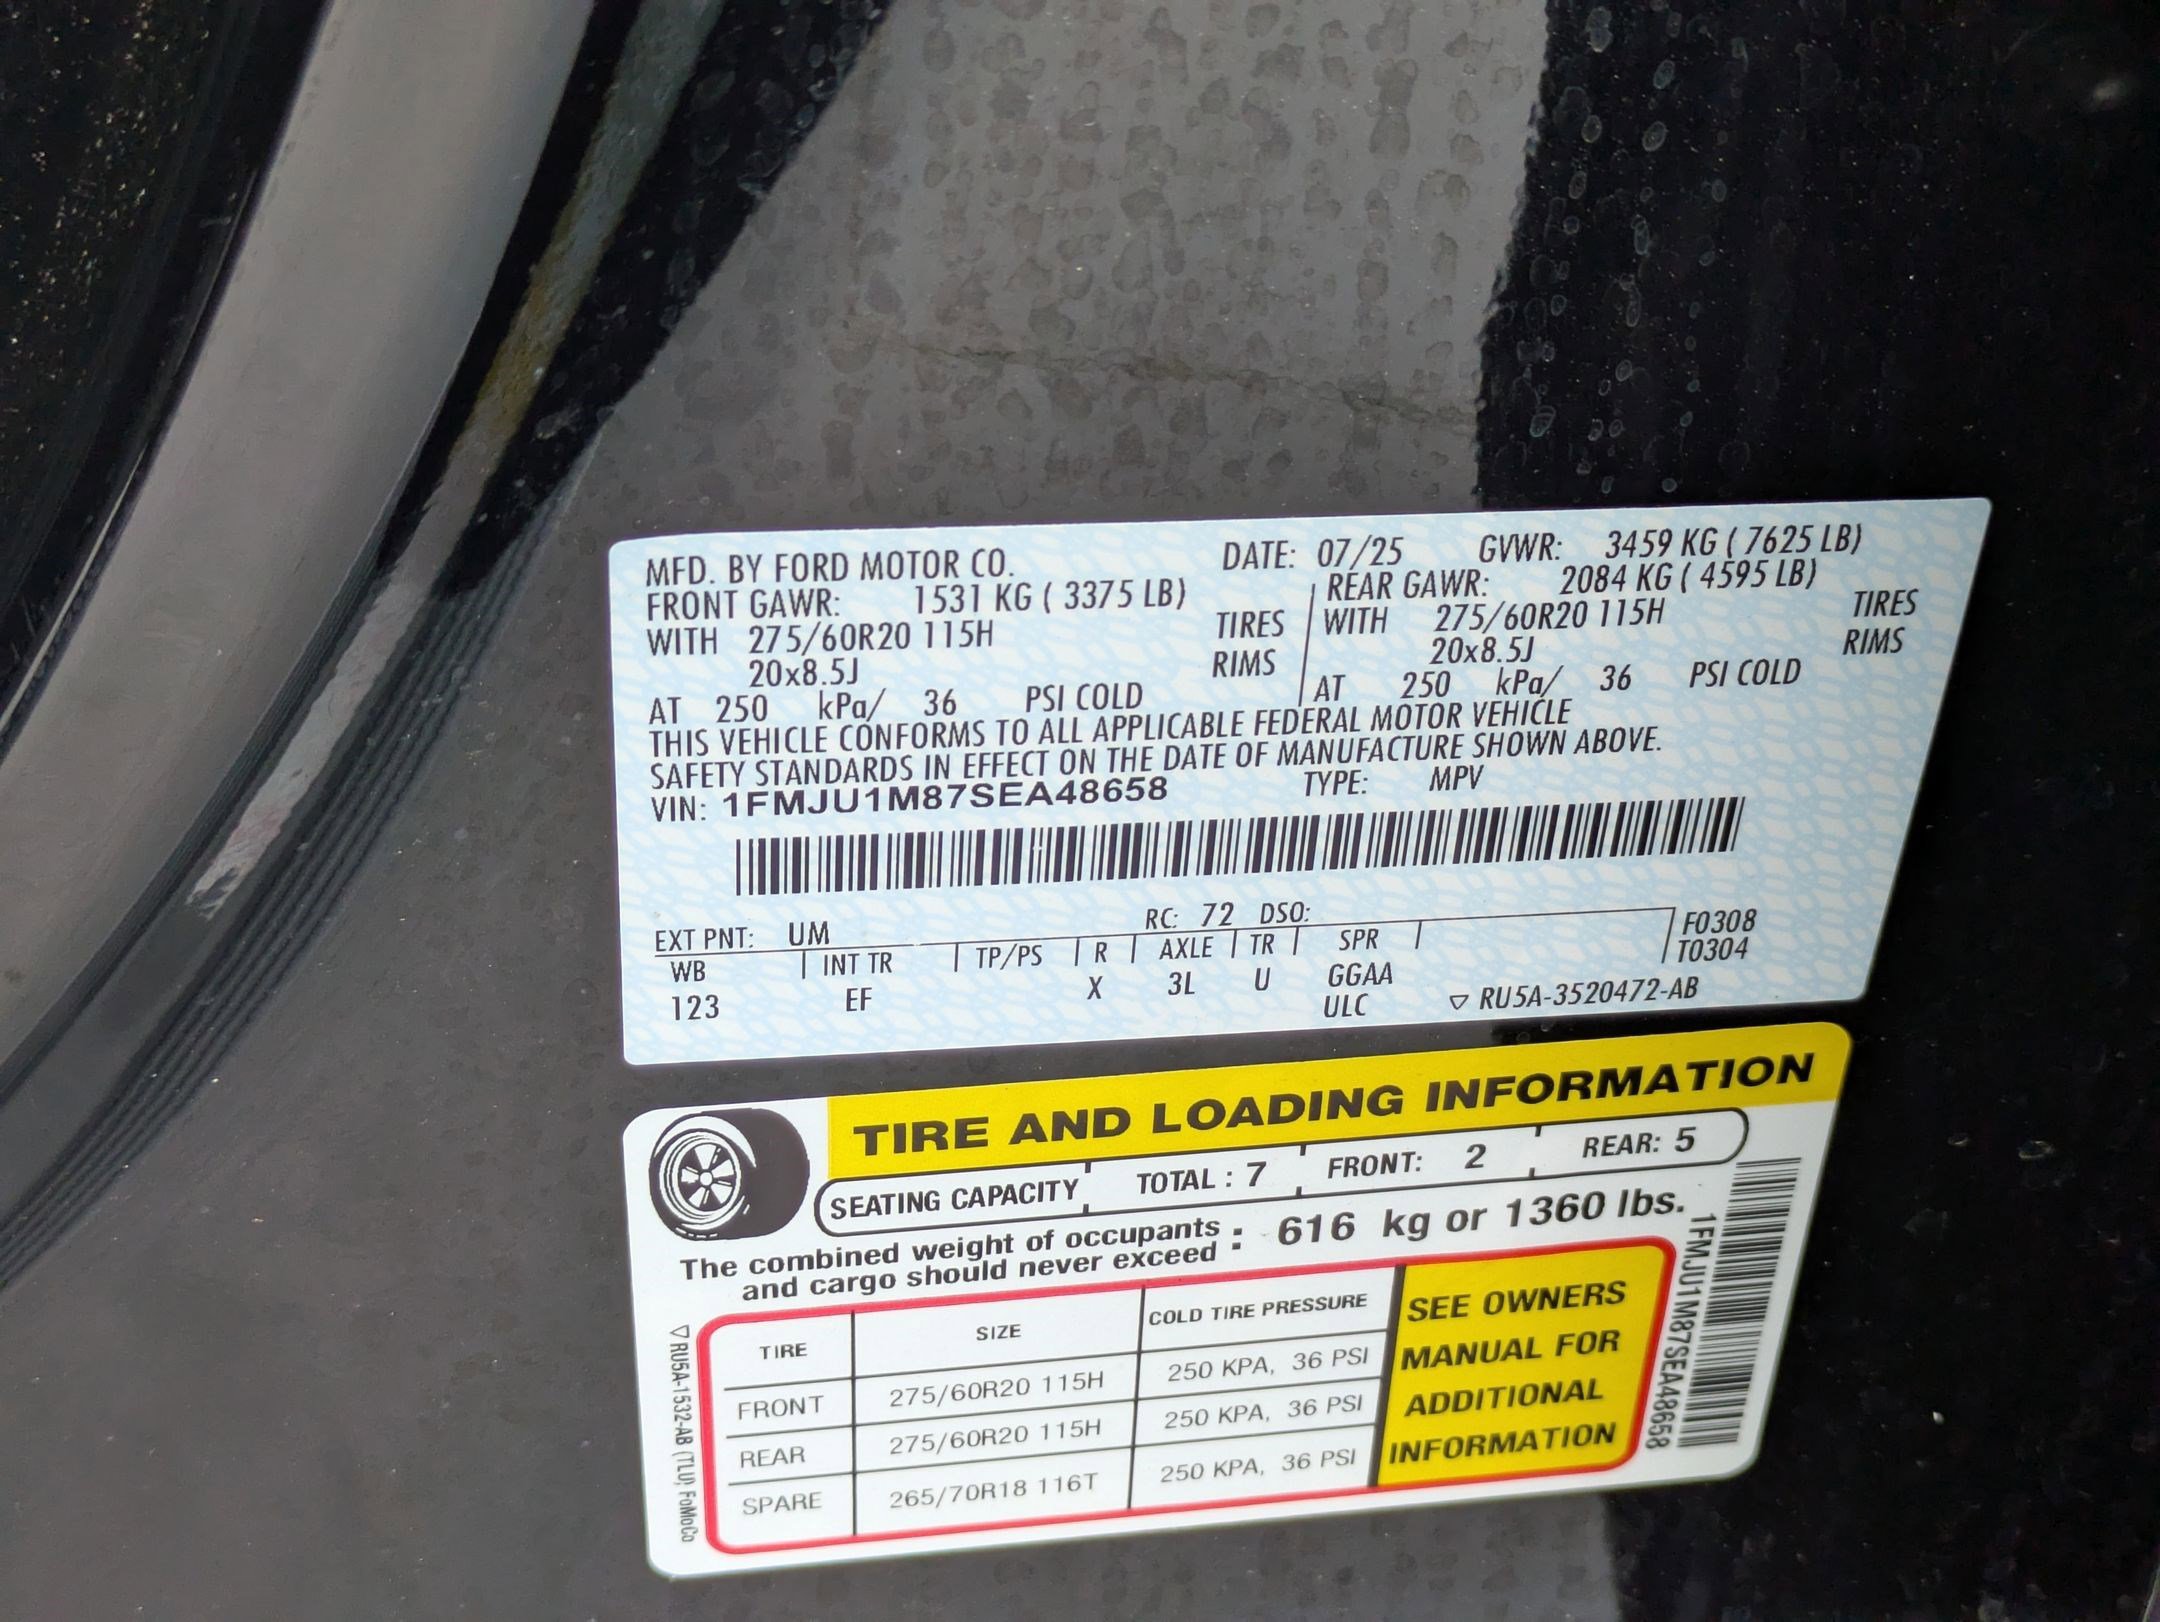 MFD. BY FORD MOTOR CO. DATE: 07/25 GVWR: 3459 KG ( 7625 LB)
FRONT GAWR: 1531 KG ( 3375 LB) REAR GAWR: 2084 KG ( 4595 LB)
WITH 275/60R20 115H TIRES WITH 275/60R20 115H TIRES
20x8.5J RIMS 20x8.5J RIMS
AT 250 kPa/ 36 PSI COLD AT 250 kPa/ 36 PSI COLD
THIS VEHICLE CONFORMS TO ALL APPLICABLE FEDERAL MOTOR VEHICLE
SAFETY STANDARDS IN EFFECT ON THE DATE OF MANUFACTURE SHOWN ABOVE.
VIN: 1FMJU1M87SEA48658 TYPE: MPV
EXT PNT: UM RC: 72 DSO: F0308
WB INT TR TP/PS R AXLE TR SPR T0304
123 EF X 3L U GGAA
ULC ▽ RU5A-3520472-AB
TIRE AND LOADING INFORMATION
SEATING CAPACITY TOTAL : 7 FRONT: 2 REAR: 5
The combined weight of occupants
and cargo should never exceed : 616 kg or 1360 lbs.
TIRE SIZE COLD TIRE PRESSURE
FRONT 275/60R20 115H 250 KPA, 36 PSI
REAR 275/60R20 115H 250 KPA, 36 PSI
SPARE 265/70R18 116T 250 KPA, 36 PSI
SEE OWNERS
MANUAL FOR
ADDITIONAL
INFORMATION
1FMJU1M87SEA48658
▽RU5A-1532-AB (TLU) FoMoCo